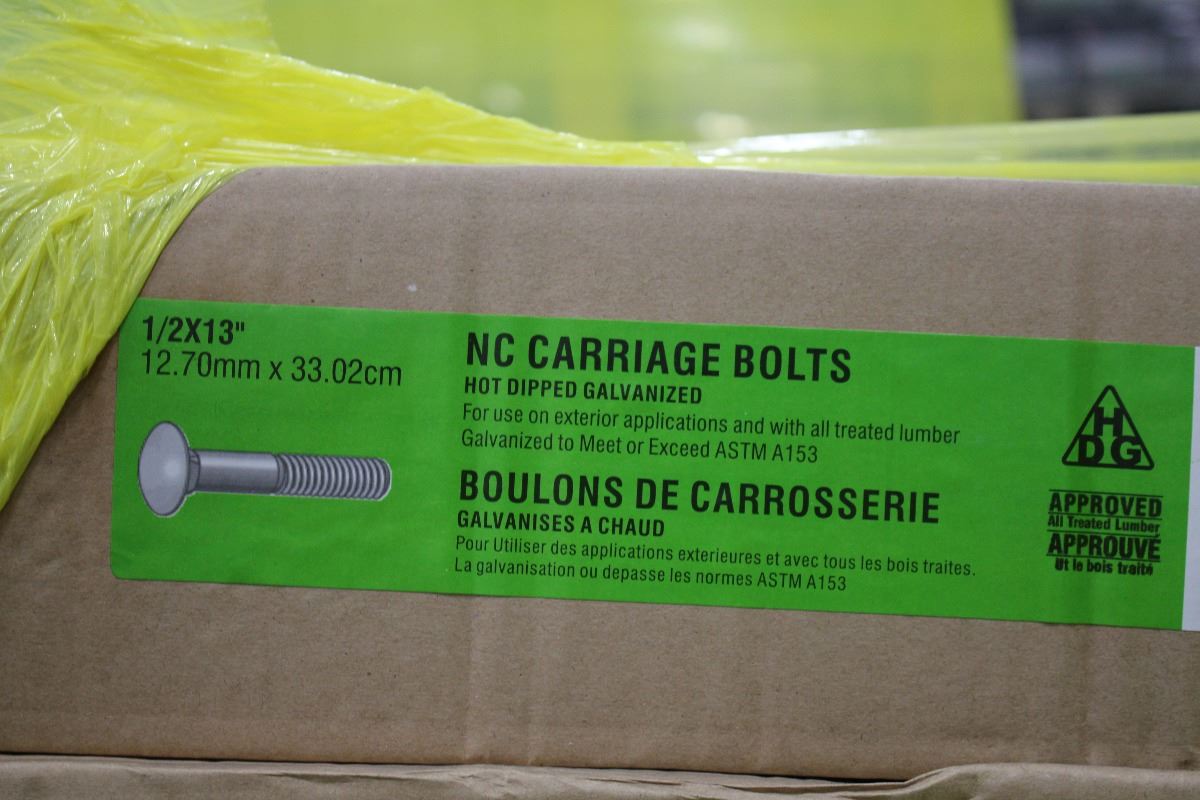 1/2X13"
12.70mm x 33.02cm
NC CARRIAGE BOLTS
HOT DIPPED GALVANIZED
For use on exterior applications and with all treated lumber
Galvanized to Meet or Exceed ASTM A153
BOULONS DE CARROSSERIE
GALVANISES A CHAUD
Pour Utiliser des applications exterieures et avec tous les bois traites.
La galvanisation ou depasse les normes ASTM A153
H
DG
APPROVED
All Treated Lumber
APPROUVÉ
Ut le bois traité